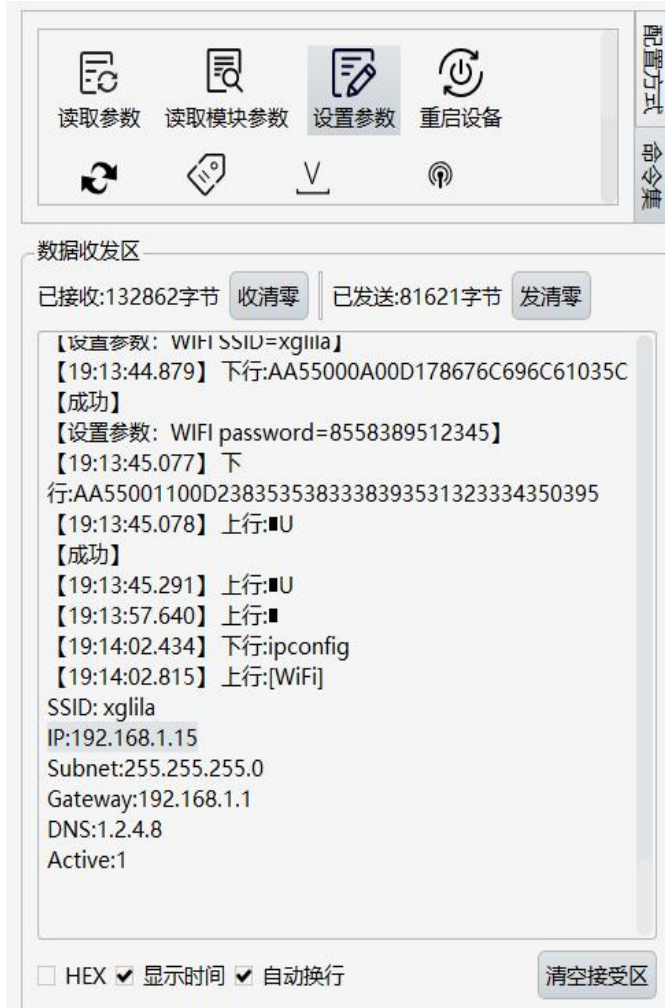 读取参数 读取模块参数 设置参数 重启设备
配置方式
命令集
数据收发区
已接收:132862字节 收清零 已发送:81621字节 发清零
【设置参数：WIFI SSID=xglila】
【19:13:44.879】下行:AA55000A00D178676C696C61035C
【成功】
【设置参数：WIFI password=8558389512345】
【19:13:45.077】下
行:AA55001100D2383535383338393531323334350395
【19:13:45.078】上行:∎U
【成功】
【19:13:45.291】上行:∎U
【19:13:57.640】上行:∎
【19:14:02.434】下行:ipconfig
【19:14:02.815】上行:[WiFi]
SSID: xglila
IP:192.168.1.15
Subnet:255.255.255.0
Gateway:192.168.1.1
DNS:1.2.4.8
Active:1
HEX 显示时间 自动换行 清空接受区